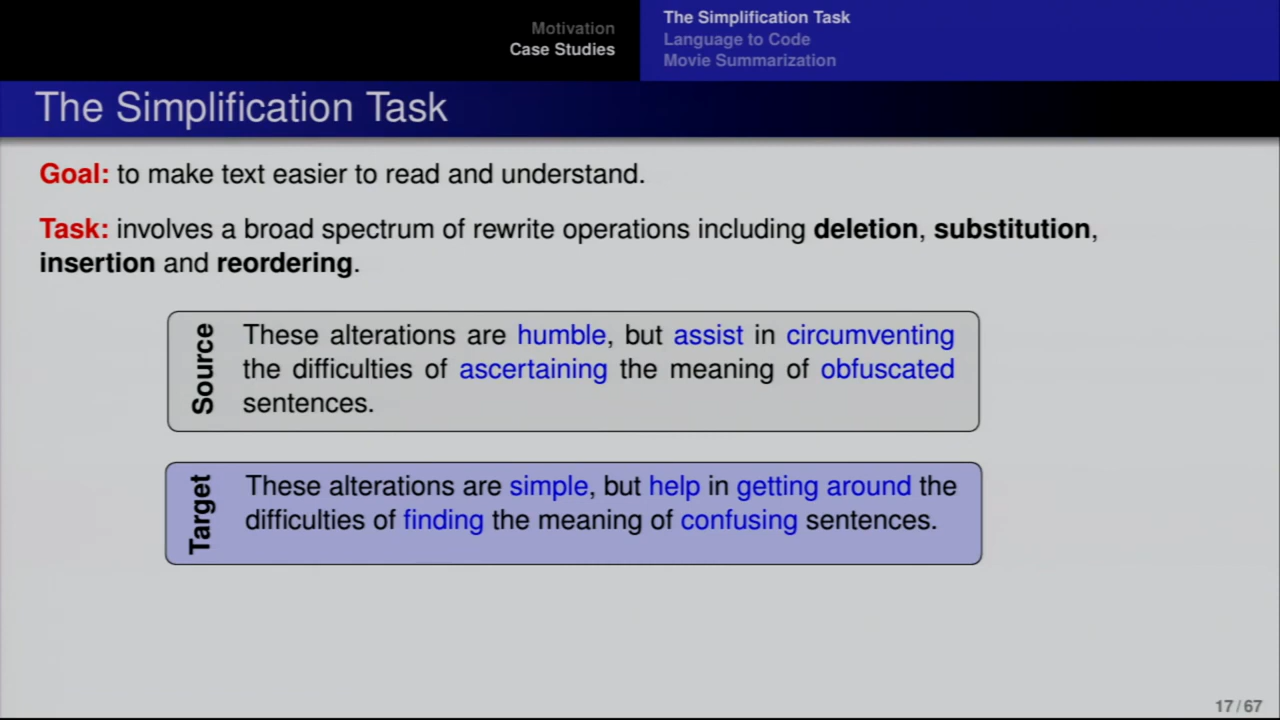 Motivation
Case Studies
The Simplification Task
Language to Code
Movie Summarization
The Simplification Task
Goal: to make text easier to read and understand.
Task: involves a broad spectrum of rewrite operations including deletion, substitution,
insertion and reordering.
Source
These alterations are humble, but assist in circumventing
the difficulties of ascertaining the meaning of obfuscated
sentences.
Target
These alterations are simple, but help in getting around the
difficulties of finding the meaning of confusing sentences.
17 / 67